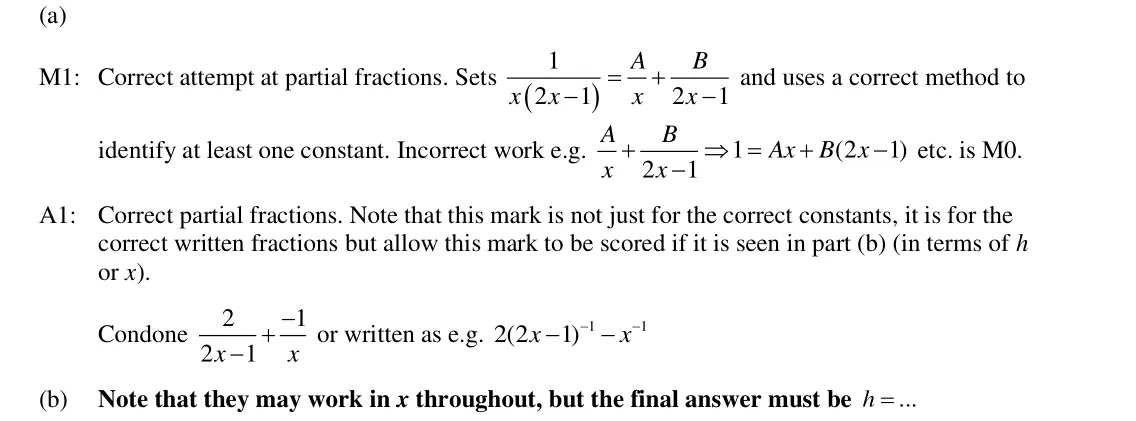 (a)
M1: Correct attempt at partial fractions. Sets 1/(x(2x−1)) = A/x + B/(2x−1) and uses a correct method to
identify at least one constant. Incorrect work e.g. A/x + B/(2x−1) ⇒ 1 = Ax + B(2x−1) etc. is M0.
A1: Correct partial fractions. Note that this mark is not just for the correct constants, it is for the
correct written fractions but allow this mark to be scored if it is seen in part (b) (in terms of h
or x).
Condone 2/(2x−1) + −1/x or written as e.g. 2(2x−1)⁻¹ − x⁻¹
(b) Note that they may work in x throughout, but the final answer must be h = ...